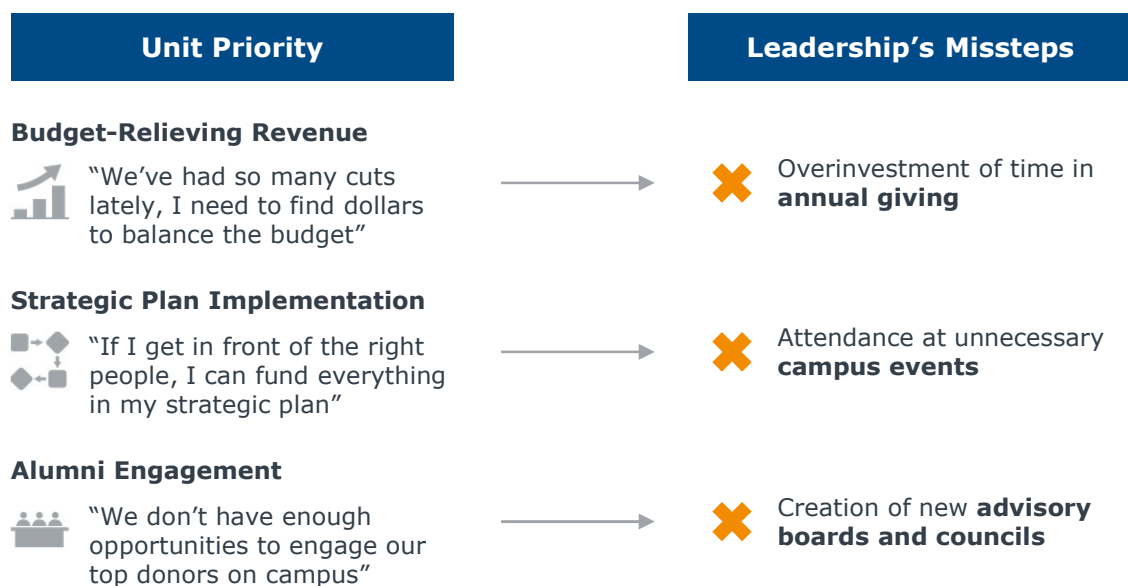 Unit Priority
Leadership’s Missteps
Budget-Relieving Revenue
“We’ve had so many cuts
lately, I need to find dollars
to balance the budget”
Overinvestment of time in
annual giving
Strategic Plan Implementation
“If I get in front of the right
people, I can fund everything
in my strategic plan”
Attendance at unnecessary
campus events
Alumni Engagement
“We don’t have enough
opportunities to engage our
top donors on campus”
Creation of new advisory
boards and councils